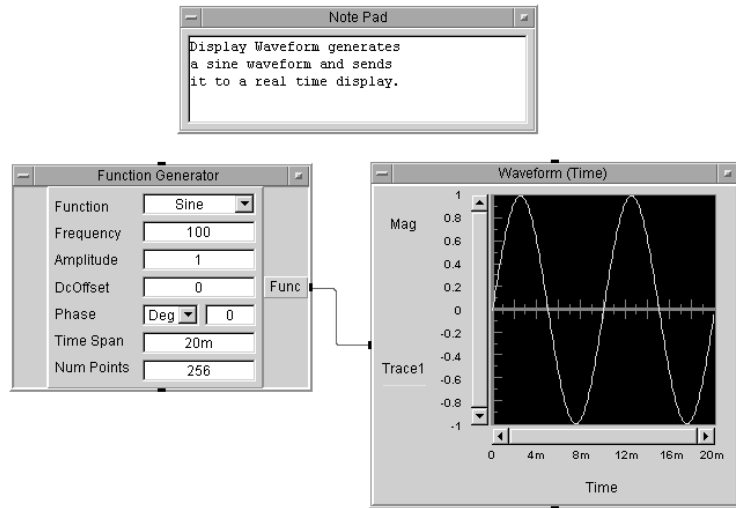 Note Pad
Display Waveform generates
a sine waveform and sends
it to a real time display.
Function Generator
Function Sine
Frequency 100
Amplitude 1
DcOffset 0
Phase Deg 0
Time Span 20m
Num Points 256
Func
Waveform (Time)
Mag
Trace1
1
0.8
0.6
0.4
0.2
0
-0.2
-0.4
-0.6
-0.8
-1
0 4m 8m 12m 16m 20m
Time